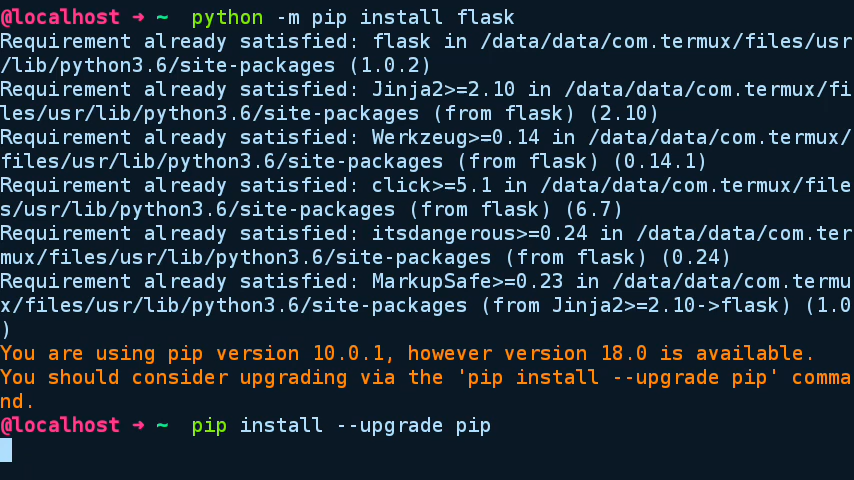 @localhost ➜ ~  python -m pip install flask
Requirement already satisfied: flask in /data/data/com.termux/files/usr
/lib/python3.6/site-packages (1.0.2)
Requirement already satisfied: Jinja2>=2.10 in /data/data/com.termux/fi
les/usr/lib/python3.6/site-packages (from flask) (2.10)
Requirement already satisfied: Werkzeug>=0.14 in /data/data/com.termux/
files/usr/lib/python3.6/site-packages (from flask) (0.14.1)
Requirement already satisfied: click>=5.1 in /data/data/com.termux/file
s/usr/lib/python3.6/site-packages (from flask) (6.7)
Requirement already satisfied: itsdangerous>=0.24 in /data/data/com.ter
mux/files/usr/lib/python3.6/site-packages (from flask) (0.24)
Requirement already satisfied: MarkupSafe>=0.23 in /data/data/com.termu
x/files/usr/lib/python3.6/site-packages (from Jinja2>=2.10->flask) (1.0
)
You are using pip version 10.0.1, however version 18.0 is available.
You should consider upgrading via the 'pip install --upgrade pip' comma
nd.
@localhost ➜ ~  pip install --upgrade pip